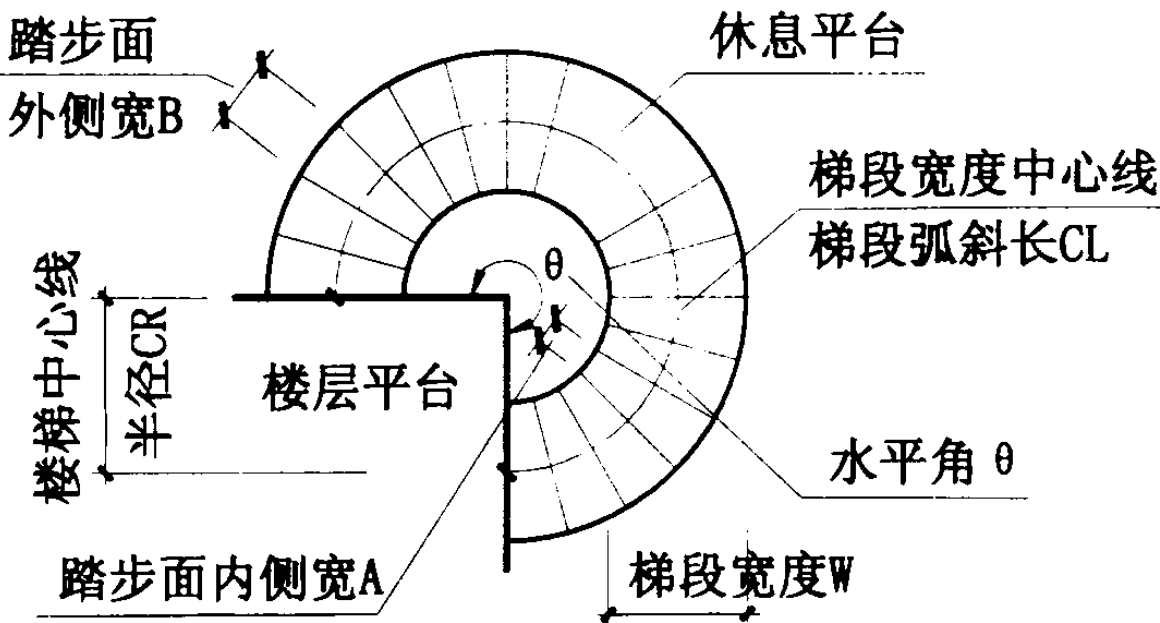 踏步面
外侧宽B
休息平台
梯段宽度中心线
梯段弧斜长CL
θ
楼梯中心线
半径CR
楼层平台
水平角 θ
踏步面内侧宽A
梯段宽度W